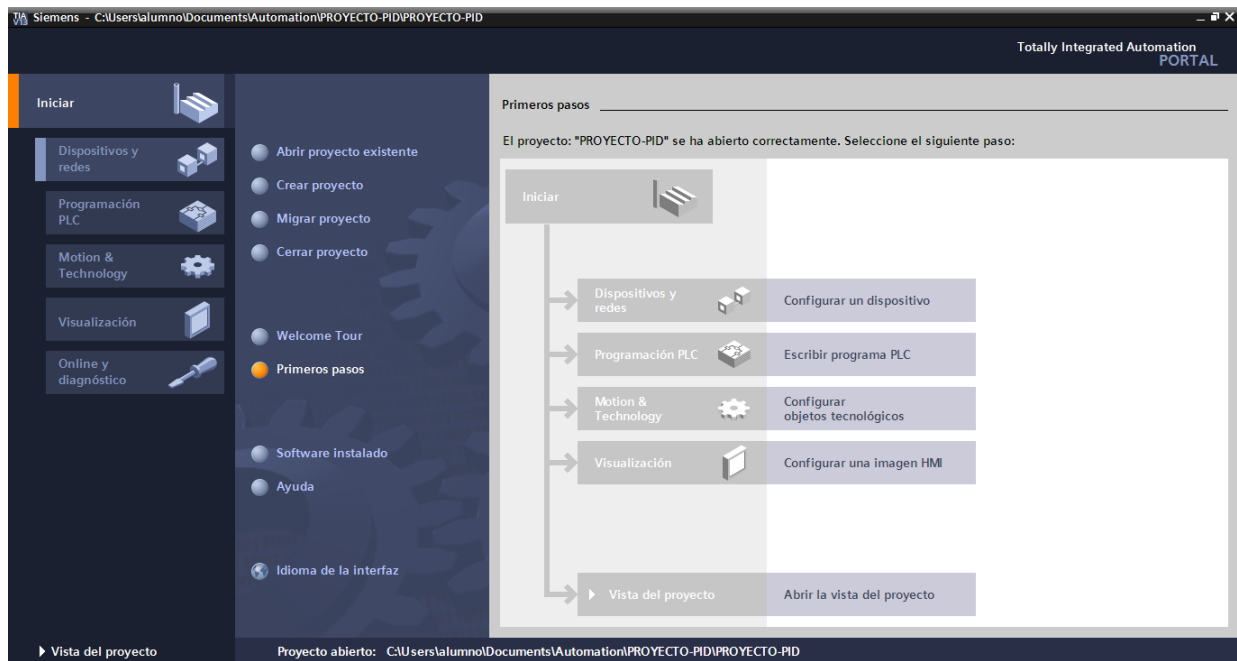 TIA V13 Siemens - C:\Users\alumno\Documents\Automation\PROYECTO-PID\PROYECTO-PID
Totally Integrated Automation
PORTAL
Iniciar
Dispositivos y
redes
Programación
PLC
Motion &
Technology
Visualización
Online y
diagnóstico
Vista del proyecto
Abrir proyecto existente
Crear proyecto
Migrar proyecto
Cerrar proyecto
Welcome Tour
Primeros pasos
Software instalado
Ayuda
Idioma de la interfaz
Primeros pasos
El proyecto: "PROYECTO-PID" se ha abierto correctamente. Seleccione el siguiente paso:
Iniciar
Dispositivos y
redes
Configurar un dispositivo
Programación PLC
Escribir programa PLC
Motion &
Technology
Configurar
objetos tecnológicos
Visualización
Configurar una imagen HMI
Vista del proyecto
Abrir la vista del proyecto
Proyecto abierto: C:\Users\alumno\Documents\Automation\PROYECTO-PID\PROYECTO-PID